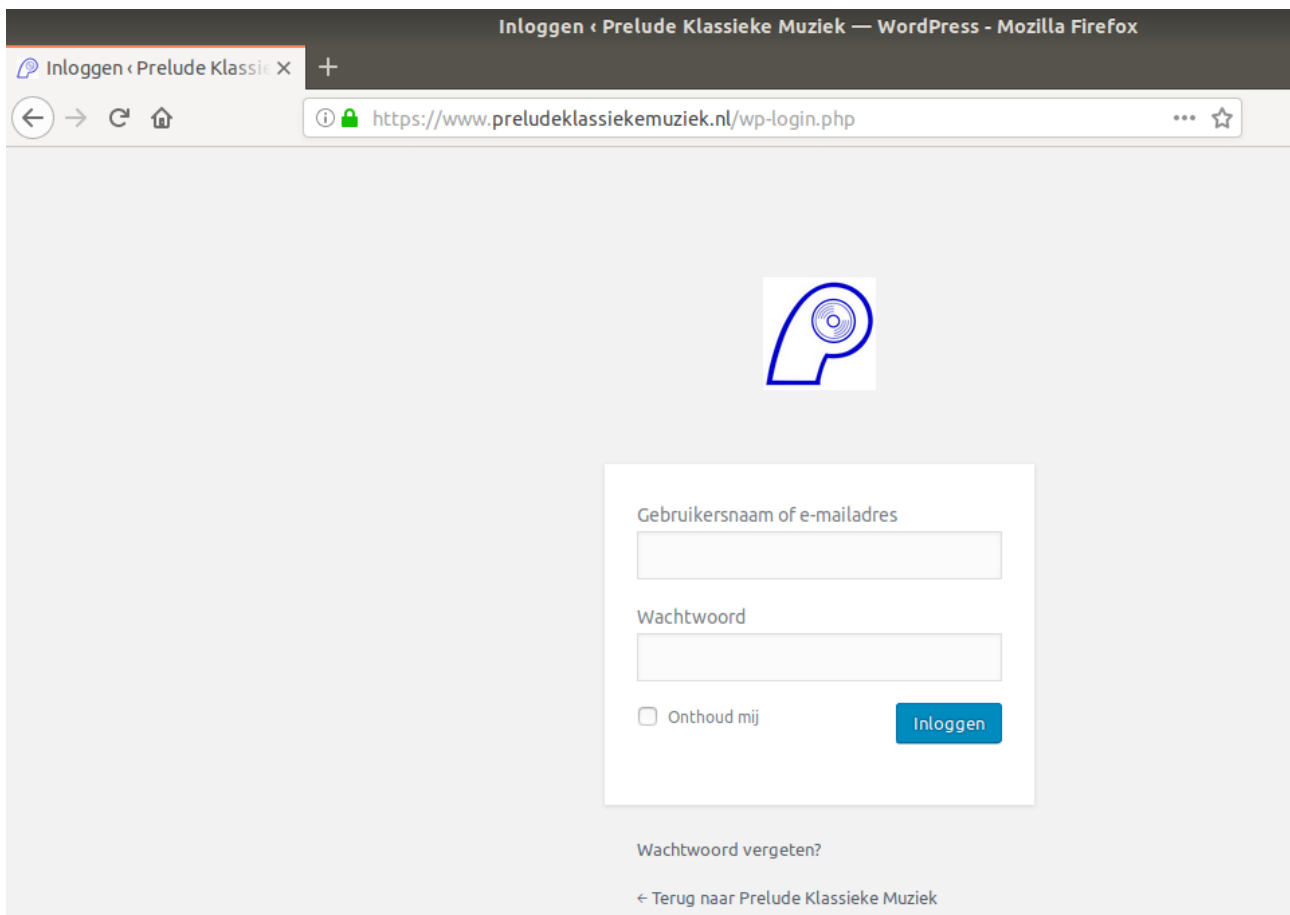 Inloggen ‹ Prelude Klassieke Muziek — WordPress - Mozilla Firefox
Inloggen ‹ Prelude Klassie
https://www.preludeklassiekemuziek.nl/wp-login.php
Gebruikersnaam of e-mailadres
Wachtwoord
Onthoud mij
Inloggen
Wachtwoord vergeten?
← Terug naar Prelude Klassieke Muziek